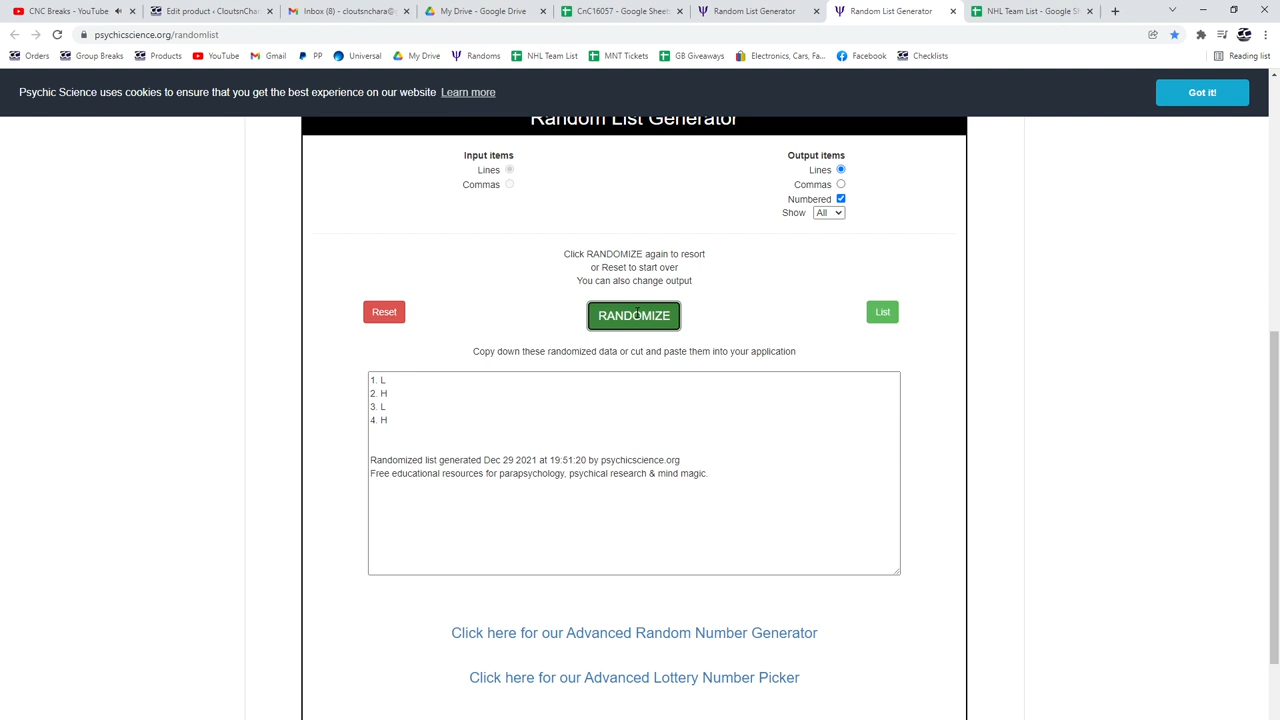 CNC Breaks - YouTube
Edit product - CloutsnChar
Inbox (8) - cloutsnchara@
My Drive - Google Drive
CnC16057 - Google Sheets
Random List Generator
Random List Generator
NHL Team List - Google Sh
psychicscience.org/randomlist
Orders
Group Breaks
Products
YouTube
Gmail
PP
Universal
My Drive
Randoms
NHL Team List
MNT Tickets
GB Giveaways
Electronics, Cars, Fa...
Facebook
Checklists
Reading list
Psychic Science uses cookies to ensure that you get the best experience on our website Learn more
Got it!
Random List Generator
Input items
Output items
Lines
Lines
Commas
Commas
Numbered
Show All
Click RANDOMIZE again to resort
or Reset to start over
You can also change output
Reset
RANDOMIZE
List
Copy down these randomized data or cut and paste them into your application
1. L
2. H
3. L
4. H
Randomized list generated Dec 29 2021 at 19:51:20 by psychicscience.org
Free educational resources for parapsychology, psychical research & mind magic.
Click here for our Advanced Random Number Generator
Click here for our Advanced Lottery Number Picker